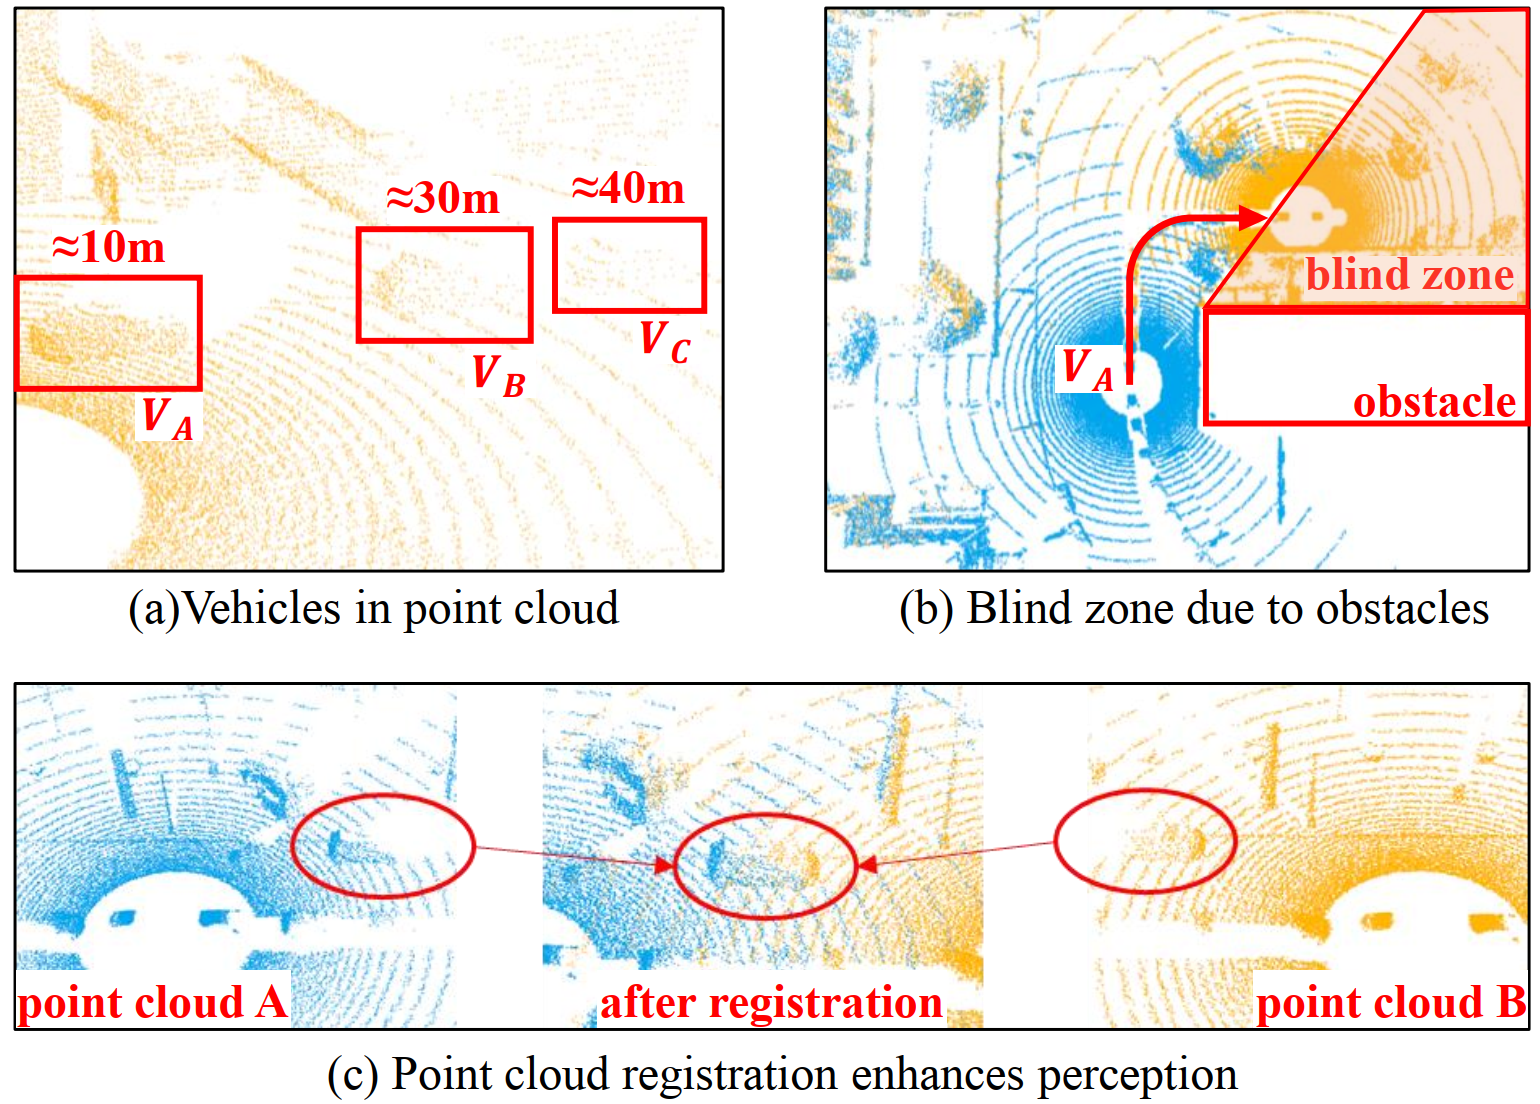 ≈10m
≈30m
≈40m
V_A
V_B
V_C
(a)Vehicles in point cloud
blind zone
V_A
obstacle
(b) Blind zone due to obstacles
point cloud A
after registration
point cloud B
(c) Point cloud registration enhances perception